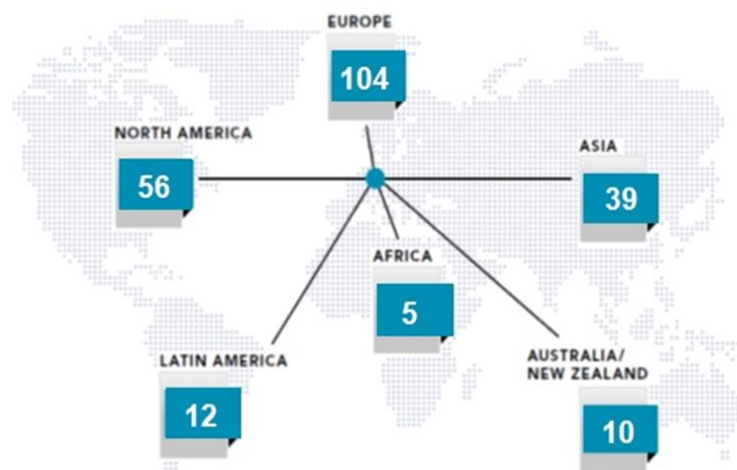 EUROPE
104
NORTH AMERICA
56
ASIA
39
AFRICA
5
LATIN AMERICA
12
AUSTRALIA/
NEW ZEALAND
10